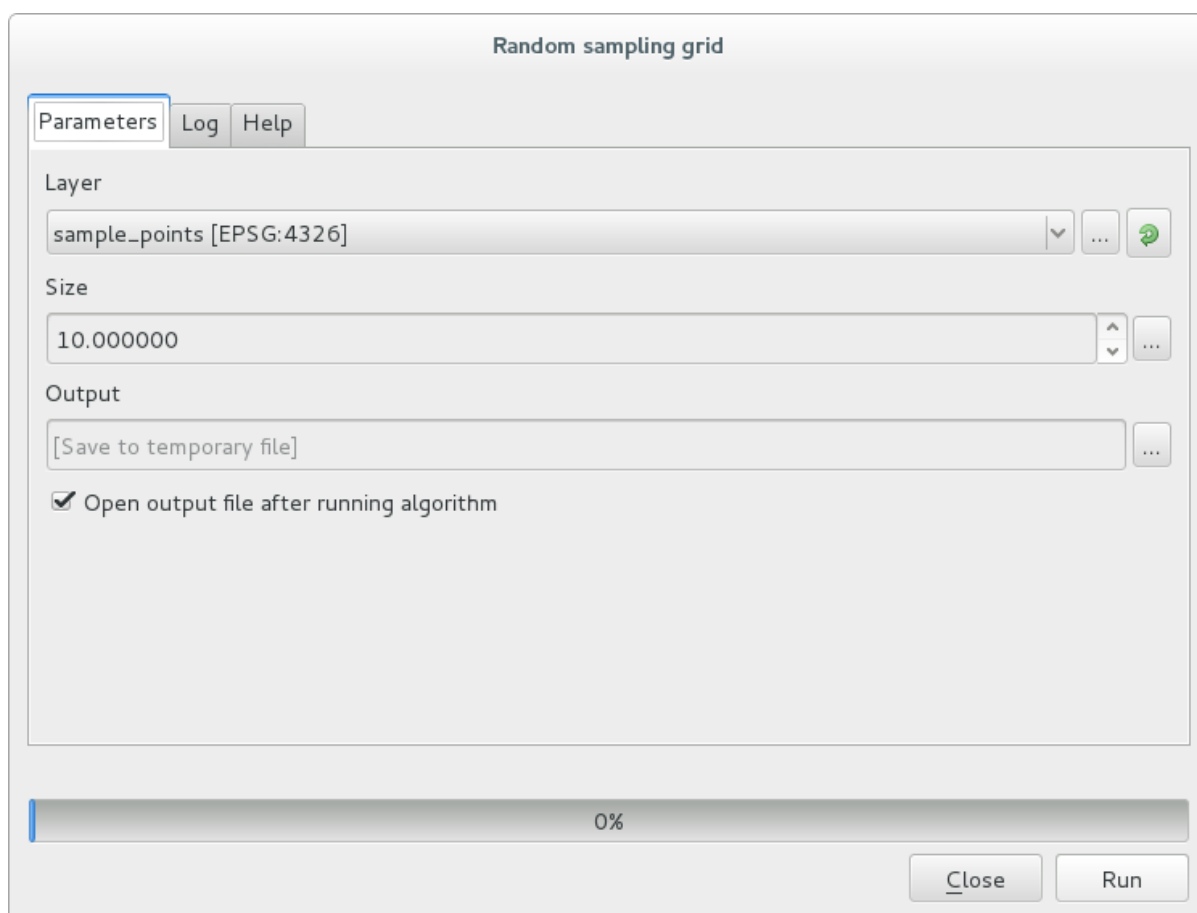 Random sampling grid
Parameters Log Help
Layer
sample_points [EPSG:4326] ...
Size
10.000000 ...
Output
[Save to temporary file] ...
Open output file after running algorithm
0%
Close Run